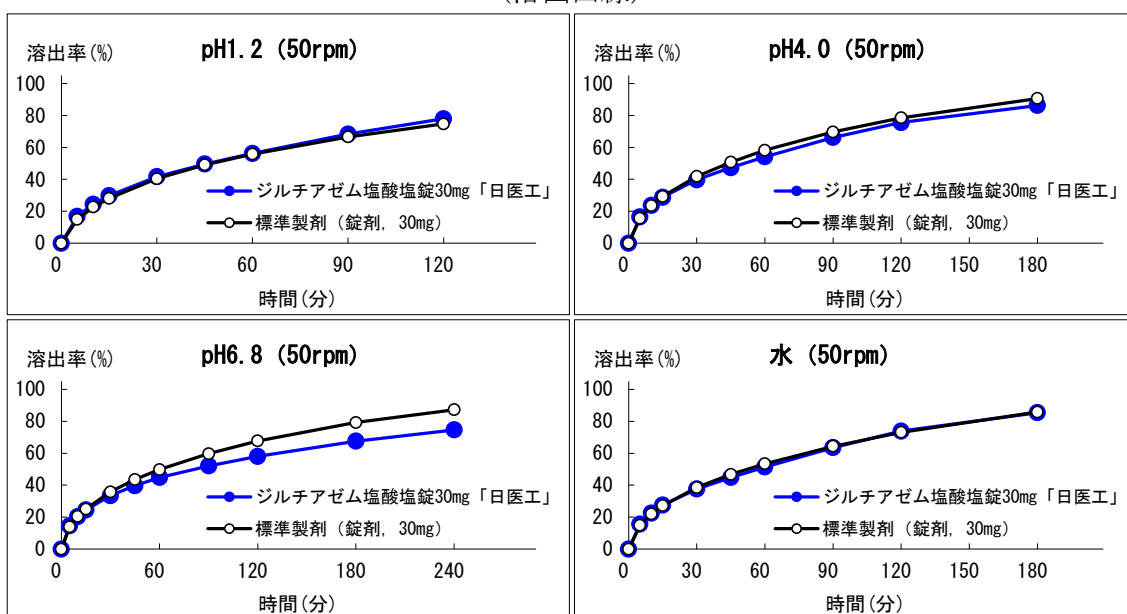 pH1.2 (50rpm)
溶出率(%)
100
80
60
40
20
0
ジルチアゼム塩酸塩錠30mg「日医工」
標準製剤（錠剤, 30mg）
0 30 60 90 120
時間(分)
pH4.0 (50rpm)
溶出率(%)
100
80
60
40
20
0
ジルチアゼム塩酸塩錠30mg「日医工」
標準製剤（錠剤, 30mg）
0 30 60 90 120 150 180
時間(分)
pH6.8 (50rpm)
溶出率(%)
100
80
60
40
20
0
ジルチアゼム塩酸塩錠30mg「日医工」
標準製剤（錠剤, 30mg）
0 60 120 180 240
時間(分)
水 (50rpm)
溶出率(%)
100
80
60
40
20
0
ジルチアゼム塩酸塩錠30mg「日医工」
標準製剤（錠剤, 30mg）
0 30 60 90 120 150 180
時間(分)